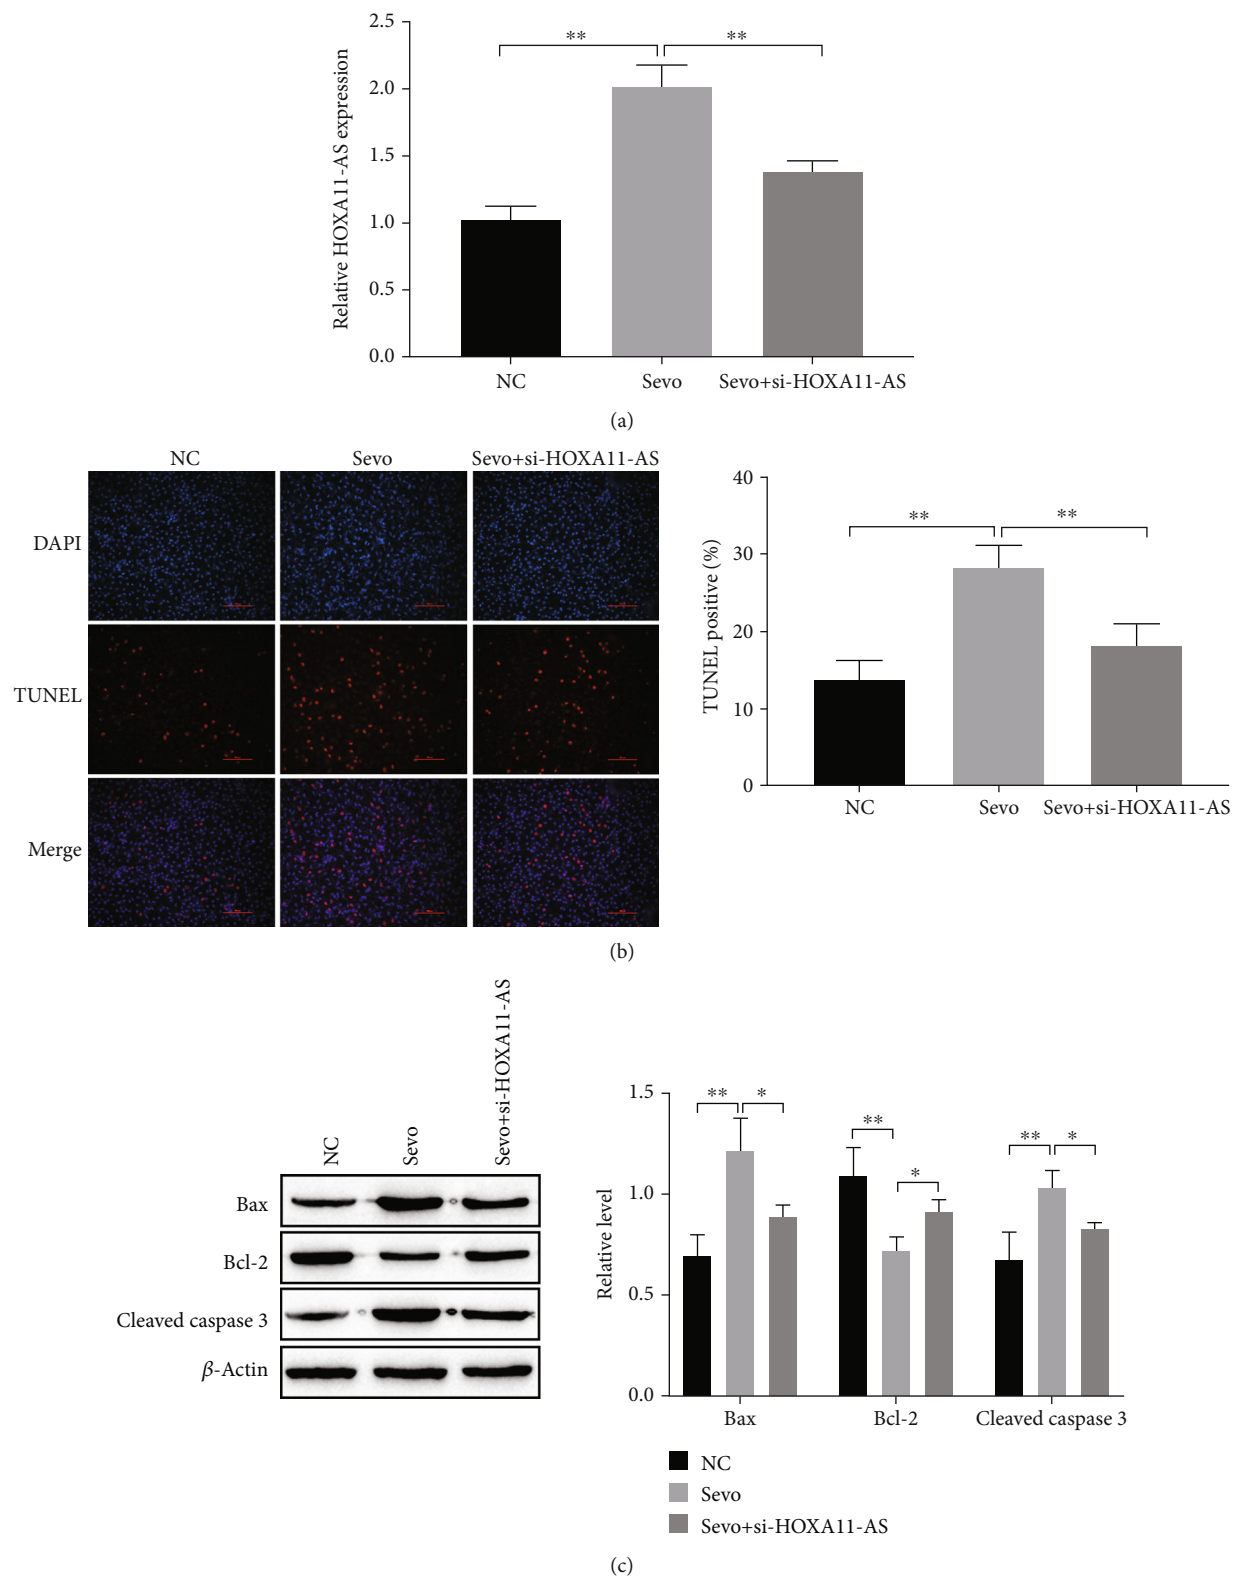 2.5
2.0
1.5
1.0
0.5
0.0
Relative HOXA11-AS expression
**
**
NC
Sevo
Sevo+si-HOXA11-AS
(a)
NC
Sevo
Sevo+si-HOXA11-AS
DAPI
TUNEL
Merge
40
30
20
10
0
TUNEL positive (%)
**
**
NC
Sevo
Sevo+si-HOXA11-AS
(b)
NC
Sevo
Sevo+si-HOXA11-AS
Bax
Bcl-2
Cleaved caspase 3
β-Actin
1.5
1.0
0.5
0.0
Relative level
**
*
**
*
**
*
Bax
Bcl-2
Cleaved caspase 3
NC
Sevo
Sevo+si-HOXA11-AS
(c)